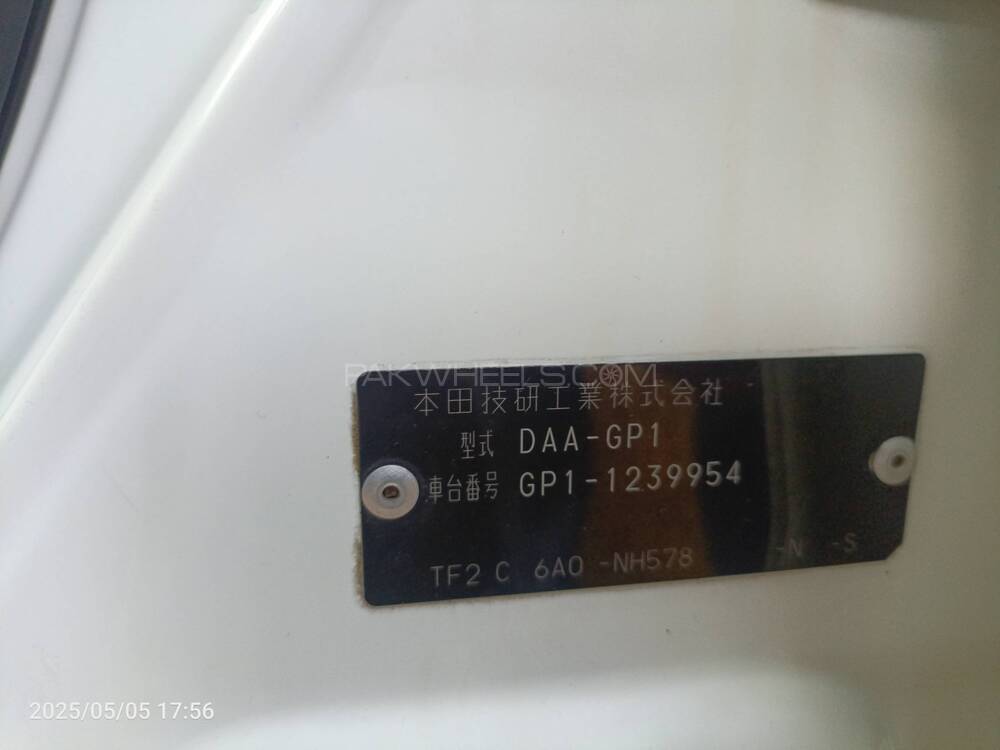 PAKWHEELS.COM
本田技研工業株式会社
型式 DAA-GP1
車台番号 GP1-1239954
TF2 C 6A0 -NH578 -N -S
2025/05/05 17:56